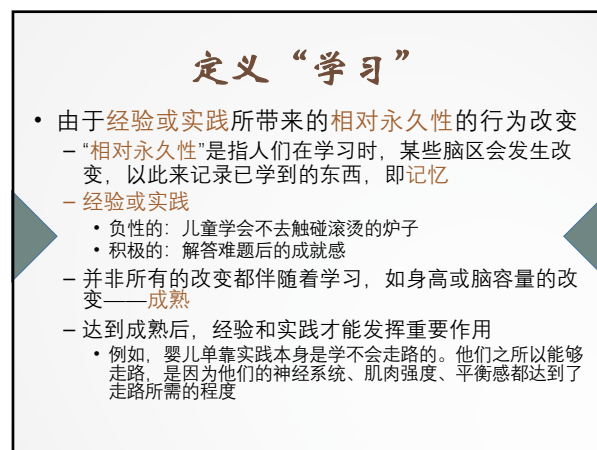 定义“学习”
• 由于经验或实践所带来的相对永久性的行为改变
– “相对永久性”是指人们在学习时，某些脑区会发生改
变，以此来记录已学到的东西，即记忆
– 经验或实践
• 负性的：儿童学会不去触碰滚烫的炉子
• 积极的：解答难题后的成就感
– 并非所有的改变都伴随着学习，如身高或脑容量的改
变——成熟
– 达到成熟后，经验和实践才能发挥重要作用
• 例如，婴儿单靠实践本身是学不会走路的。他们之所以能够
走路，是因为他们的神经系统、肌肉强度、平衡感都达到了
走路所需的程度